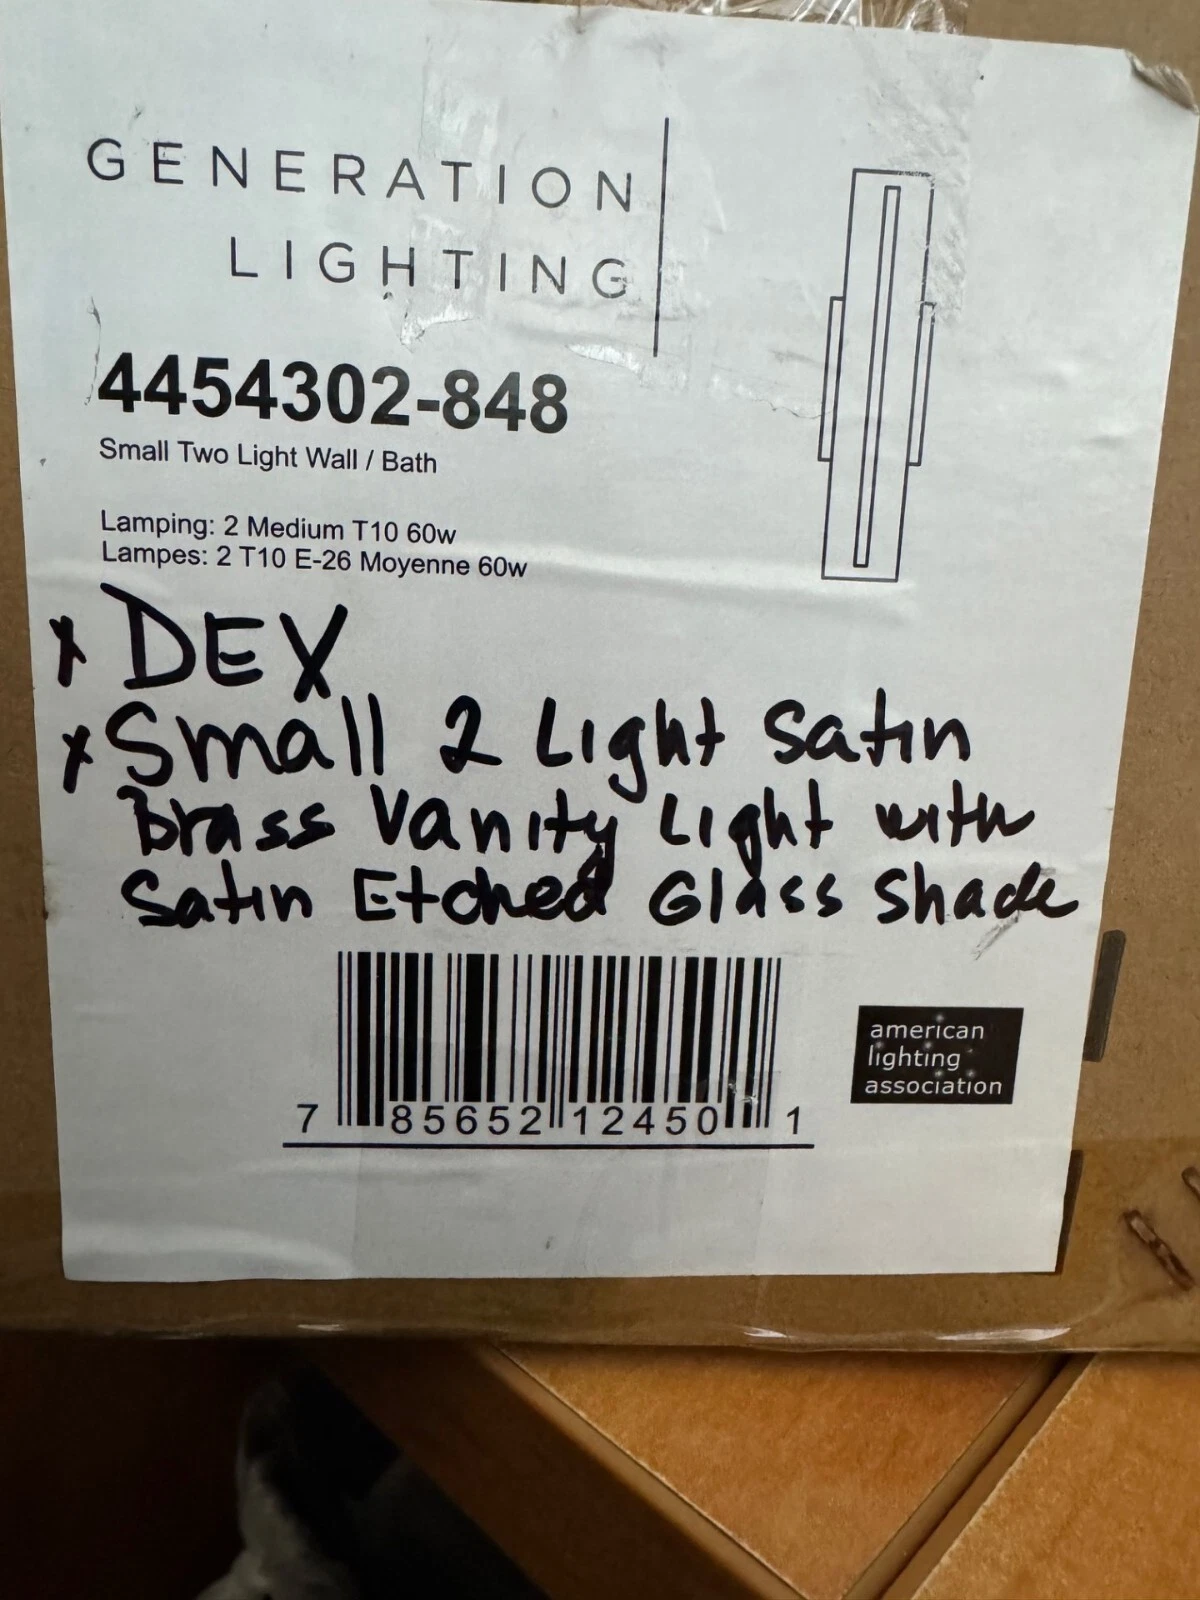 GENERATION
LIGHTING
4454302-848
Small Two Light Wall / Bath
Lamping: 2 Medium T10 60w
Lampes: 2 T10 E-26 Moyenne 60w
x DEX
x Small 2 Light Satin
Brass Vanity Light with
Satin Etched Glass Shade
7 85652 12450 1
american
lighting
association